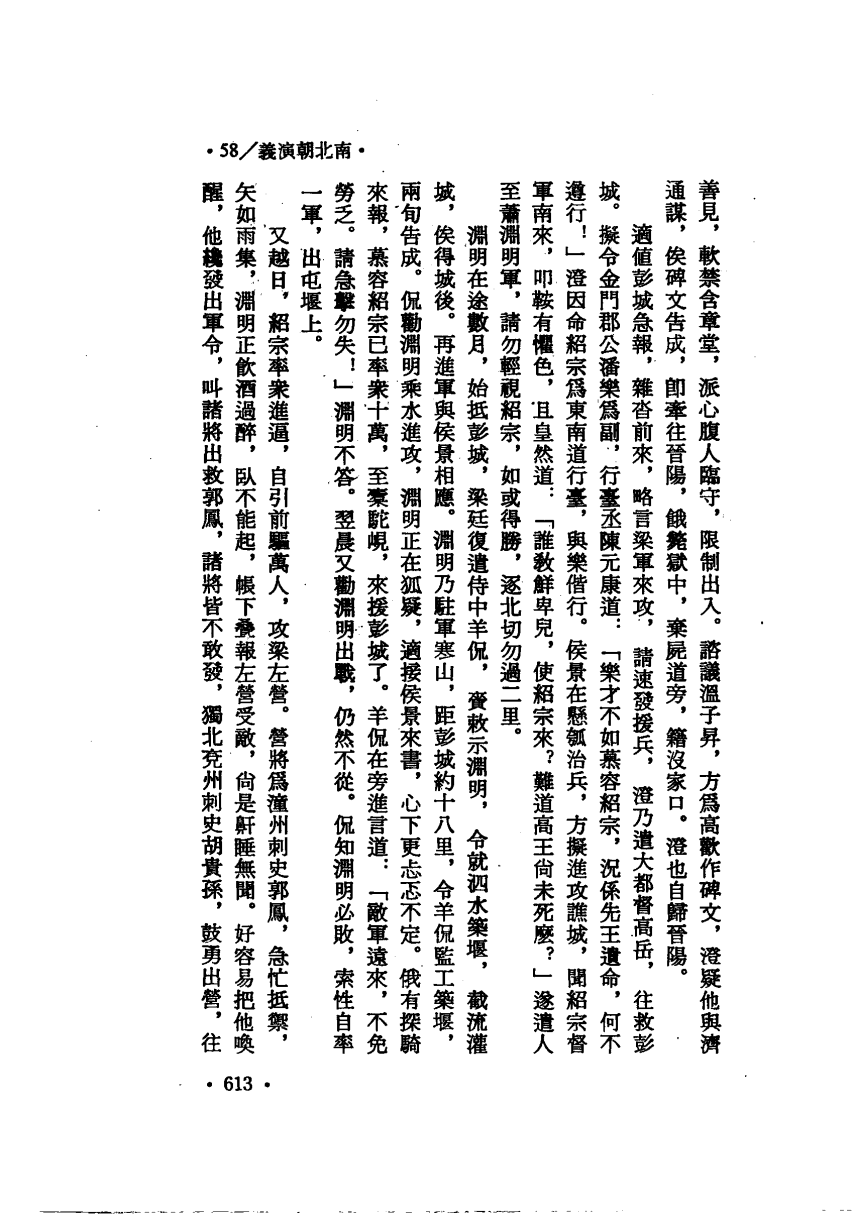 •58／義演朝北南•
善見，軟禁含章堂，派心腹人臨守，限制出入。諮議溫子昇，方爲高歡作碑文，澄疑他與濟
通謀，俟碑文告成，卽牽往晉陽，餓斃獄中，棄屍道旁，籍沒家口。澄也自歸晉陽。
適值彭城急報，雜沓前來，略言梁軍來攻，請速發援兵，澄乃遣大都督高岳，往救彭
城。擬令金門郡公潘樂爲副，行臺丞陳元康道：「樂才不如慕容紹宗，況係先王遺命，何不
遵行！」澄因命紹宗爲東南道行臺，與樂偕行。侯景在懸瓠治兵，方擬進攻譙城，聞紹宗督
軍南來，叩鞍有懼色，且皇然道：「誰敎鮮卑兒，使紹宗來？難道高王尙未死麽？」遂遣人
至蕭淵明軍，請勿輕視紹宗，如或得勝，逐北切勿過二里。
淵明在途數月，始抵彭城，梁廷復遣侍中羊侃，賫敕示淵明，令就泗水築堰，截流灌
城，俟得城後。再進軍與侯景相應。淵明乃駐軍寒山，距彭城約十八里，令羊侃監工築堰，
兩旬告成。侃勸淵明乘水進攻，淵明正在狐疑，適接侯景來書，心下更忐忑不定。俄有探騎
來報，慕容紹宗已率衆十萬，至橐駝峴，來援彭城了。羊侃在旁進言道：「敵軍遠來，不免
勞乏。請急擊勿失！」淵明不答。翌晨又勸淵明出戰，仍然不從。侃知淵明必敗，索性自率
一軍，出屯堰上。
又越日，紹宗率衆進逼，自引前驅萬人，攻梁左營。營將爲潼州刺史郭鳳，急忙抵禦，
矢如雨集，淵明正飮酒過醉，臥不能起，帳下疊報左營受敵，尙是鼾睡無聞。好容易把他喚
醒，他纔發出軍令，叫諸將出救郭鳳，諸將皆不敢發，獨北兗州刺史胡貴孫，鼓勇出營，往
•613•